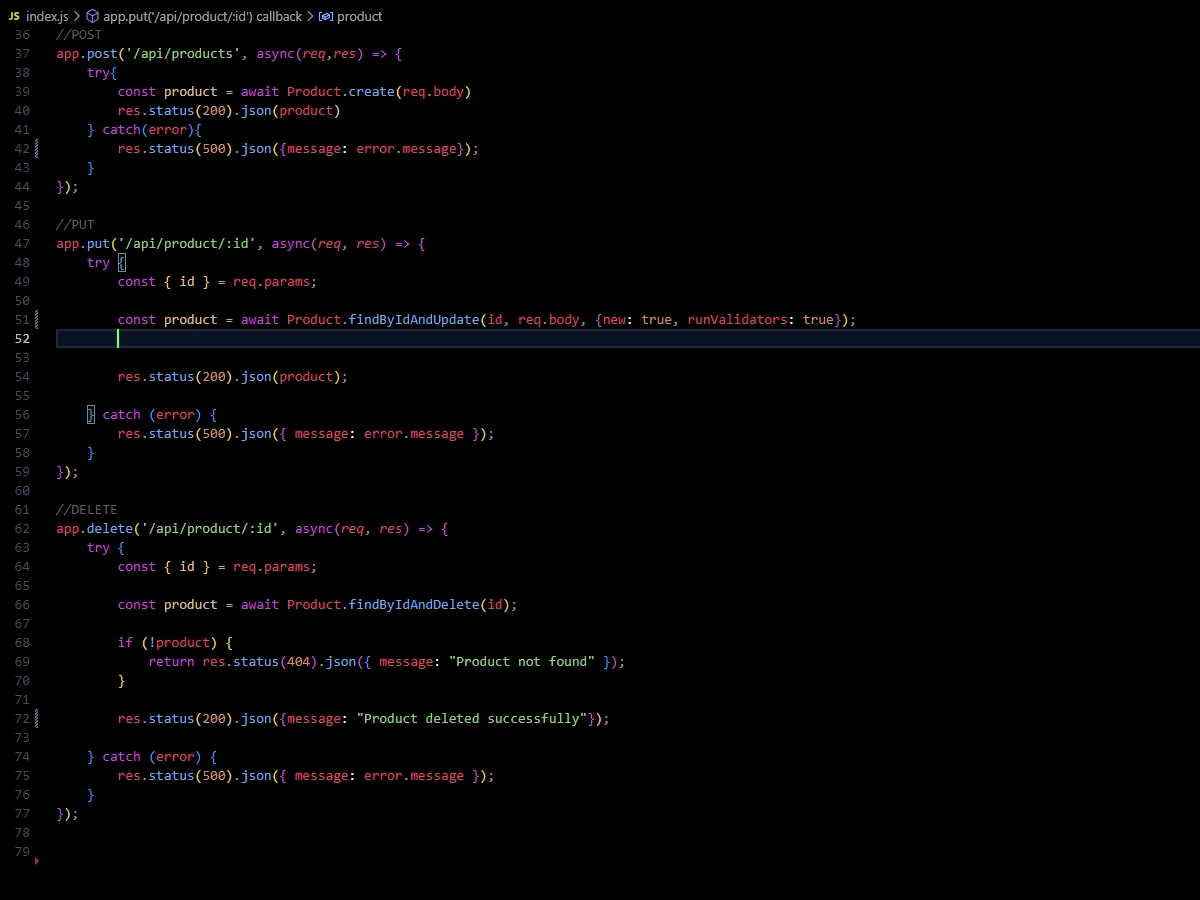 JS index.js > app.put('/api/product/:id') callback > product
36 //POST
37 app.post('/api/products', async(req,res) => {
38     try{
39         const product = await Product.create(req.body)
40         res.status(200).json(product)
41     } catch(error){
42         res.status(500).json({message: error.message});
43     }
44 });
45
46 //PUT
47 app.put('/api/product/:id', async(req, res) => {
48     try {
49         const { id } = req.params;
50
51         const product = await Product.findByIdAndUpdate(id, req.body, {new: true, runValidators: true});
52
53
54         res.status(200).json(product);
55
56     } catch (error) {
57         res.status(500).json({ message: error.message });
58     }
59 });
60
61 //DELETE
62 app.delete('/api/product/:id', async(req, res) => {
63     try {
64         const { id } = req.params;
65
66         const product = await Product.findByIdAndDelete(id);
67
68         if (!product) {
69             return res.status(404).json({ message: "Product not found" });
70         }
71
72         res.status(200).json({message: "Product deleted successfully"});
73
74     } catch (error) {
75         res.status(500).json({ message: error.message });
76     }
77 });
78
79